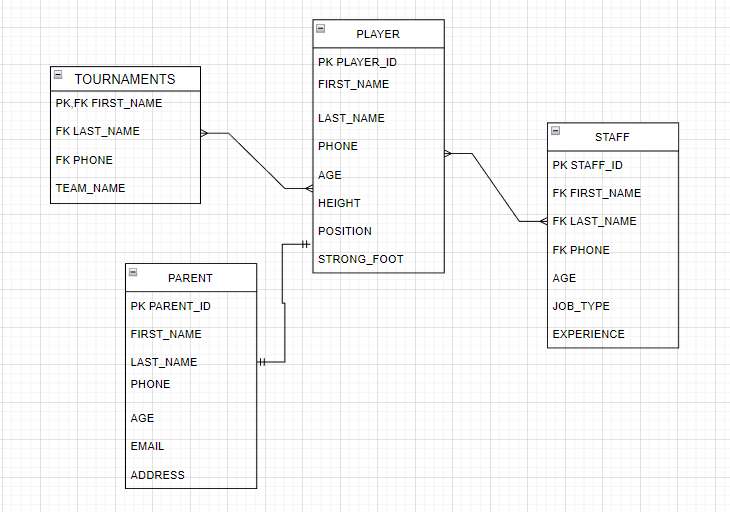 TOURNAMENTS
PK,FK FIRST_NAME
FK LAST_NAME
FK PHONE
TEAM_NAME
PLAYER
PK PLAYER_ID
FIRST_NAME
LAST_NAME
PHONE
AGE
HEIGHT
POSITION
STRONG_FOOT
STAFF
PK STAFF_ID
FK FIRST_NAME
FK LAST_NAME
FK PHONE
AGE
JOB_TYPE
EXPERIENCE
PARENT
PK PARENT_ID
FIRST_NAME
LAST_NAME
PHONE
AGE
EMAIL
ADDRESS